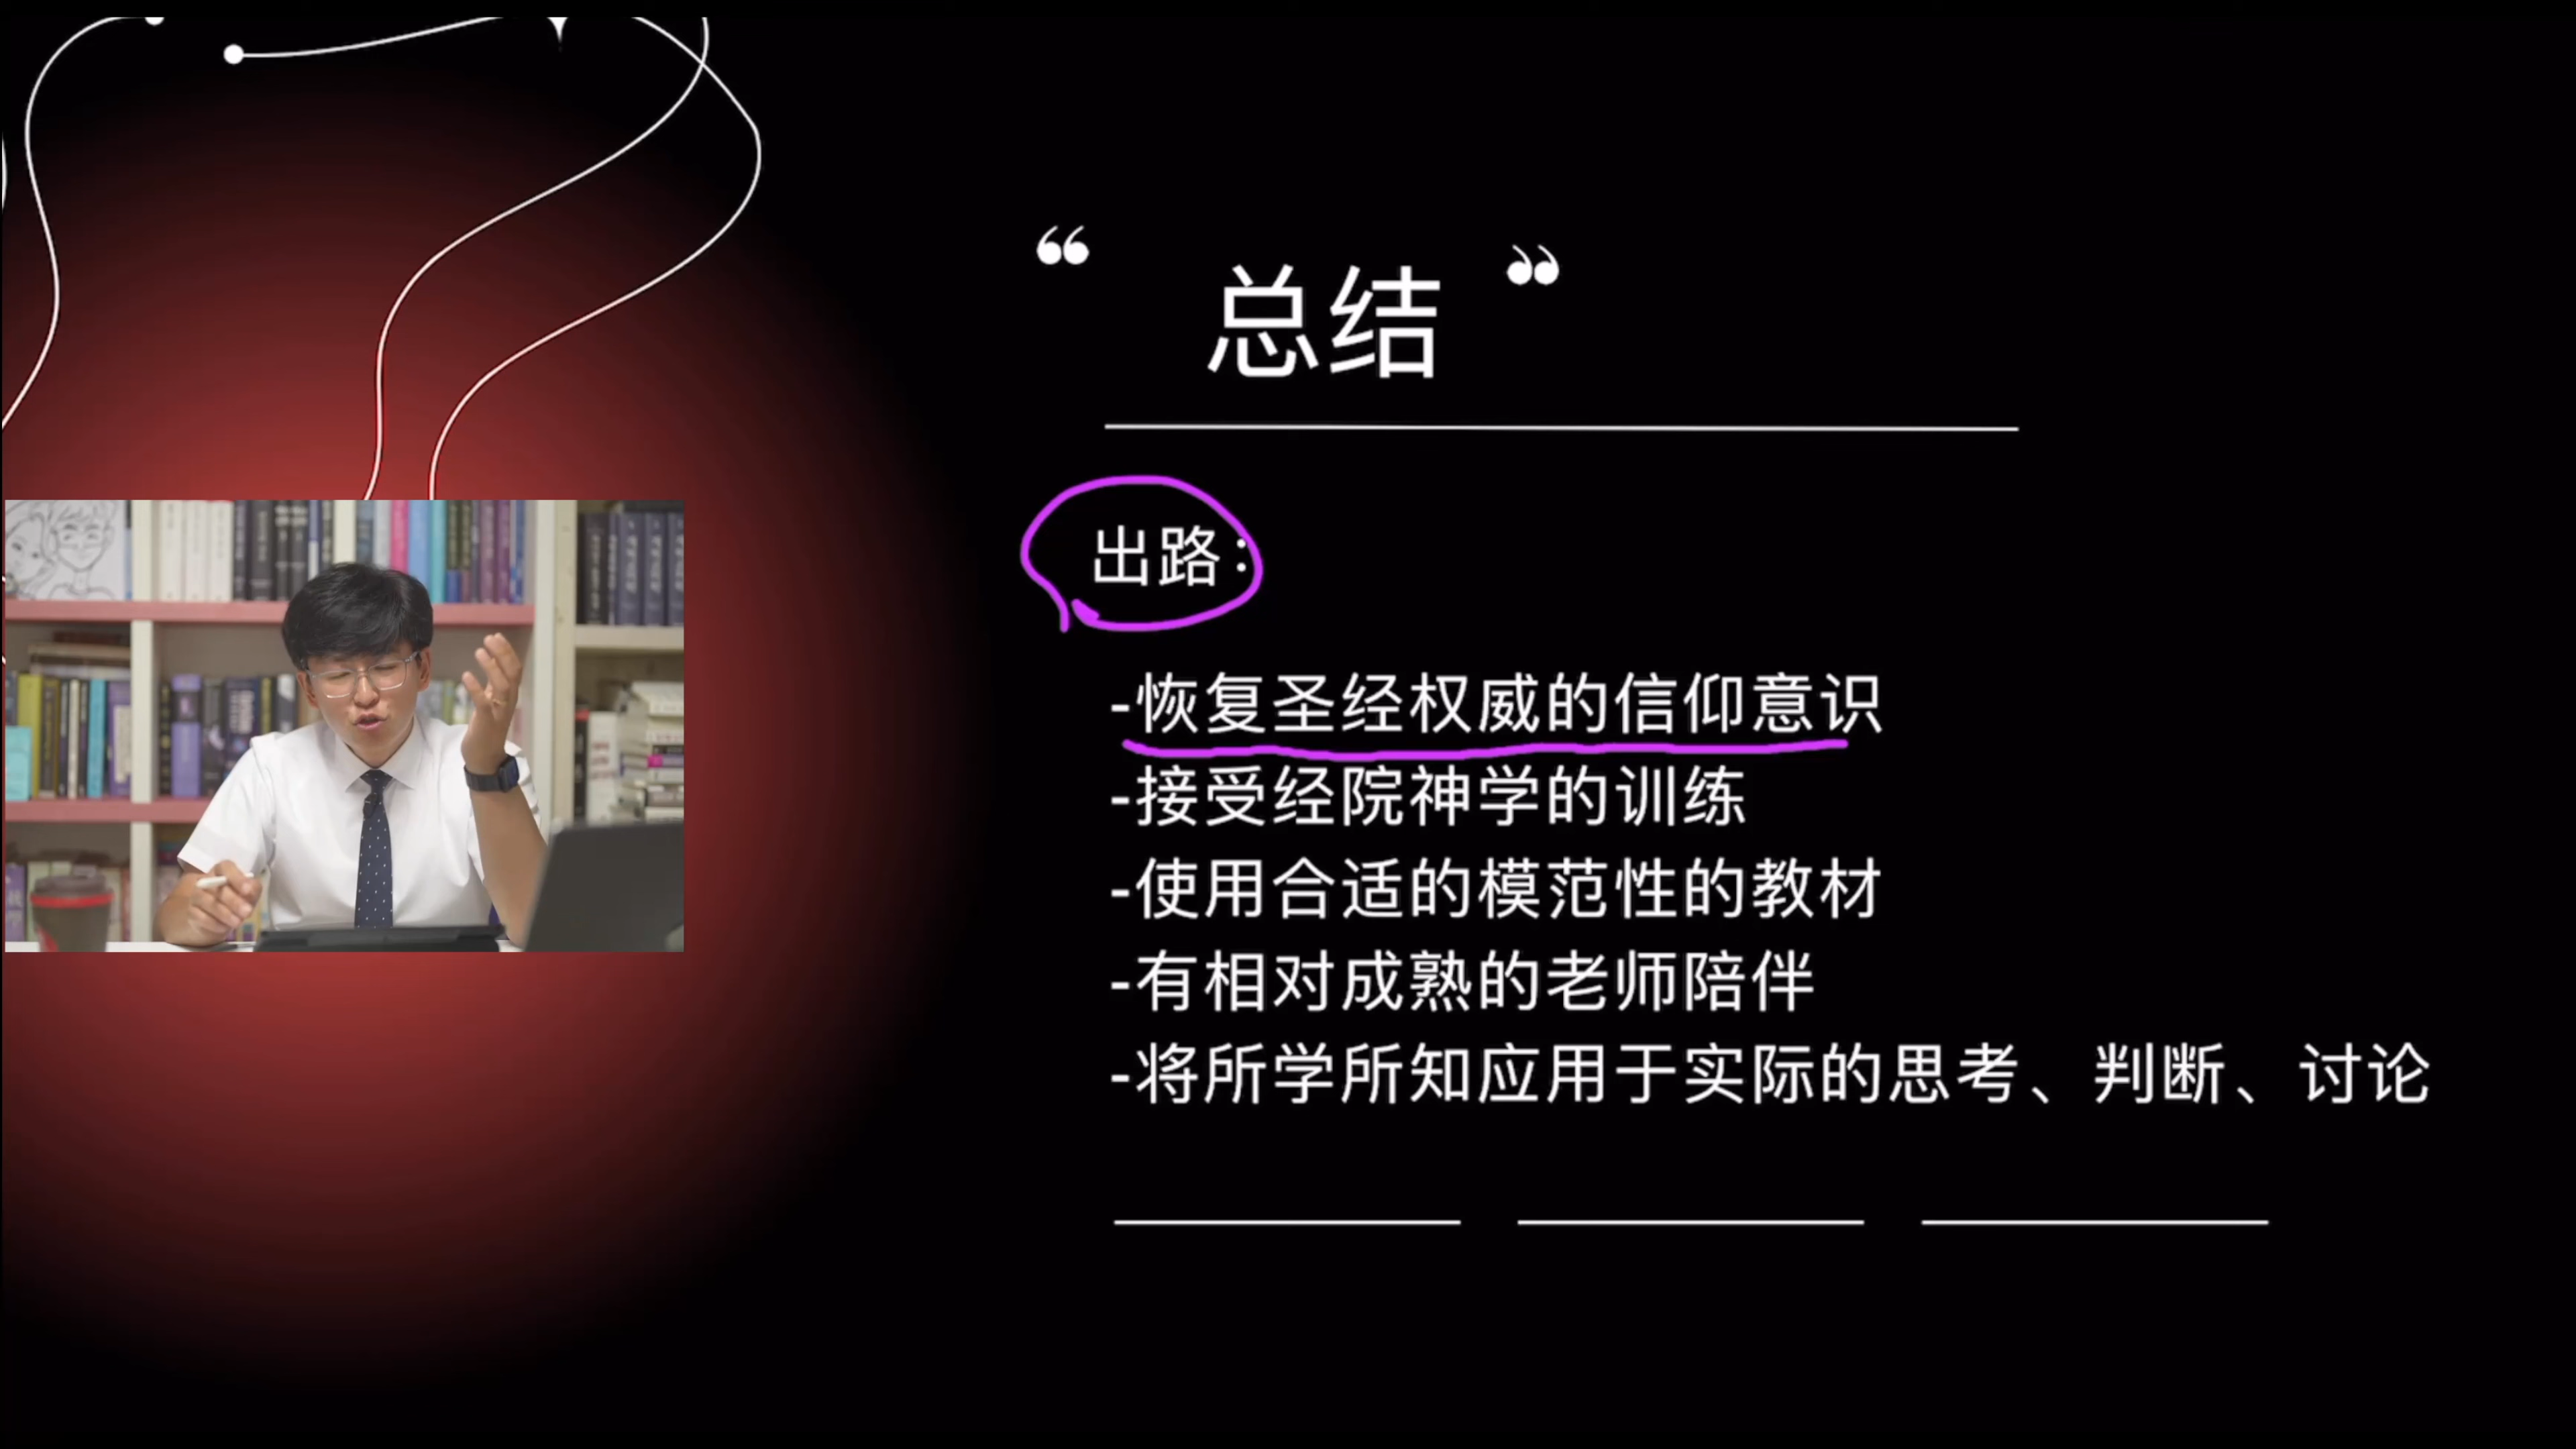 “ 总结 ”
出路：
-恢复圣经权威的信仰意识
-接受经院神学的训练
-使用合适的模范性的教材
-有相对成熟的老师陪伴
-将所学所知应用于实际的思考、判断、讨论